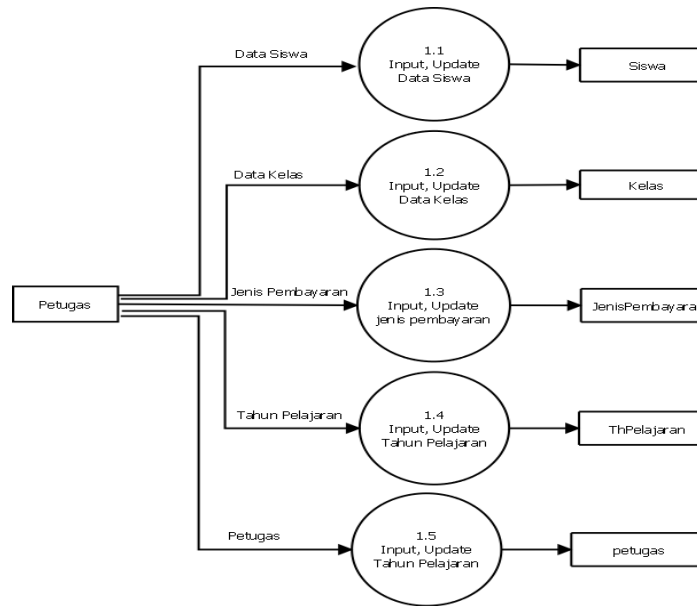 Data Siswa
1.1
Input, Update
Data Siswa
Siswa
Data Kelas
1.2
Input, Update
Data Kelas
Kelas
Petugas
Jenis Pembayaran
1.3
Input, Update
jenis pembayaran
JenisPembayara
Tahun Pelajaran
1.4
Input, Update
Tahun Pelajaran
ThPelajaran
Petugas
1.5
Input, Update
Tahun Pelajaran
petugas